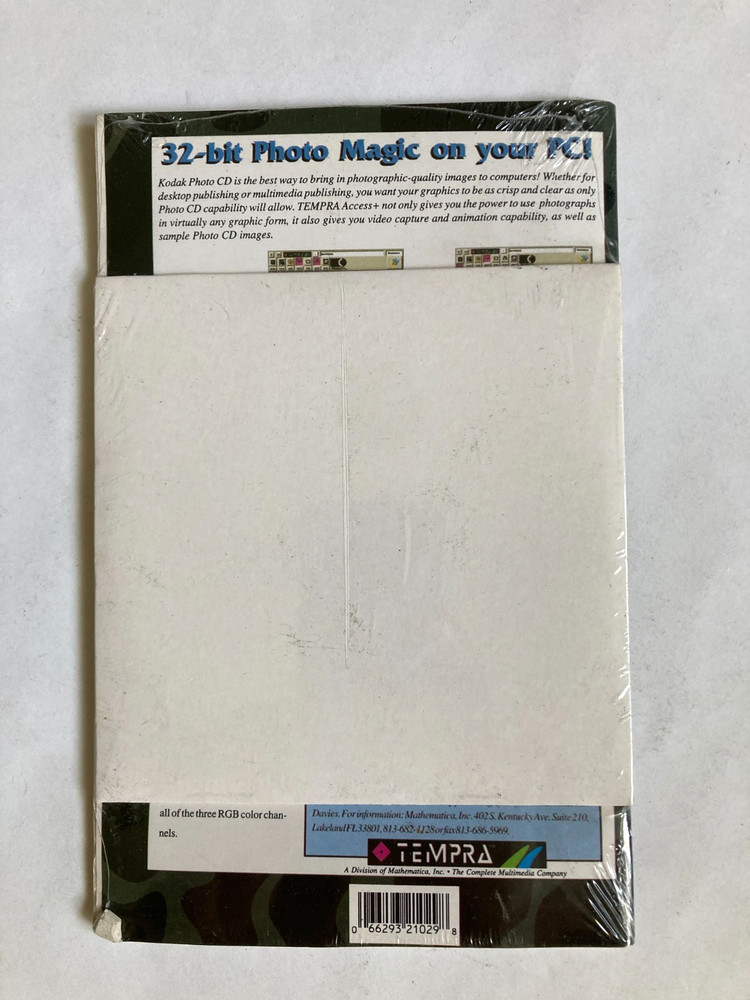 32-bit Photo Magic on your PC!
Kodak Photo CD is the best way to bring in photographic-quality images to computers! Whether for
desktop publishing or multimedia publishing, you want your graphics to be as crisp and clear as only
Photo CD capability will allow. TEMPRA Access+ not only gives you the power to use photographs
in virtually any graphic form, it also gives you video capture and animation capability, as well as
sample Photo CD images.
all of the three RGB color chan-
nels.
Davies. For information: Mathematica, Inc. 402 S. Kentucky Ave. Suite 210,
Lakeland FL 33801, 813-682-1128 or fax 813-686-5969.
TEMPRA
A Division of Mathematica, Inc. • The Complete Multimedia Company
0 66293 21029 8